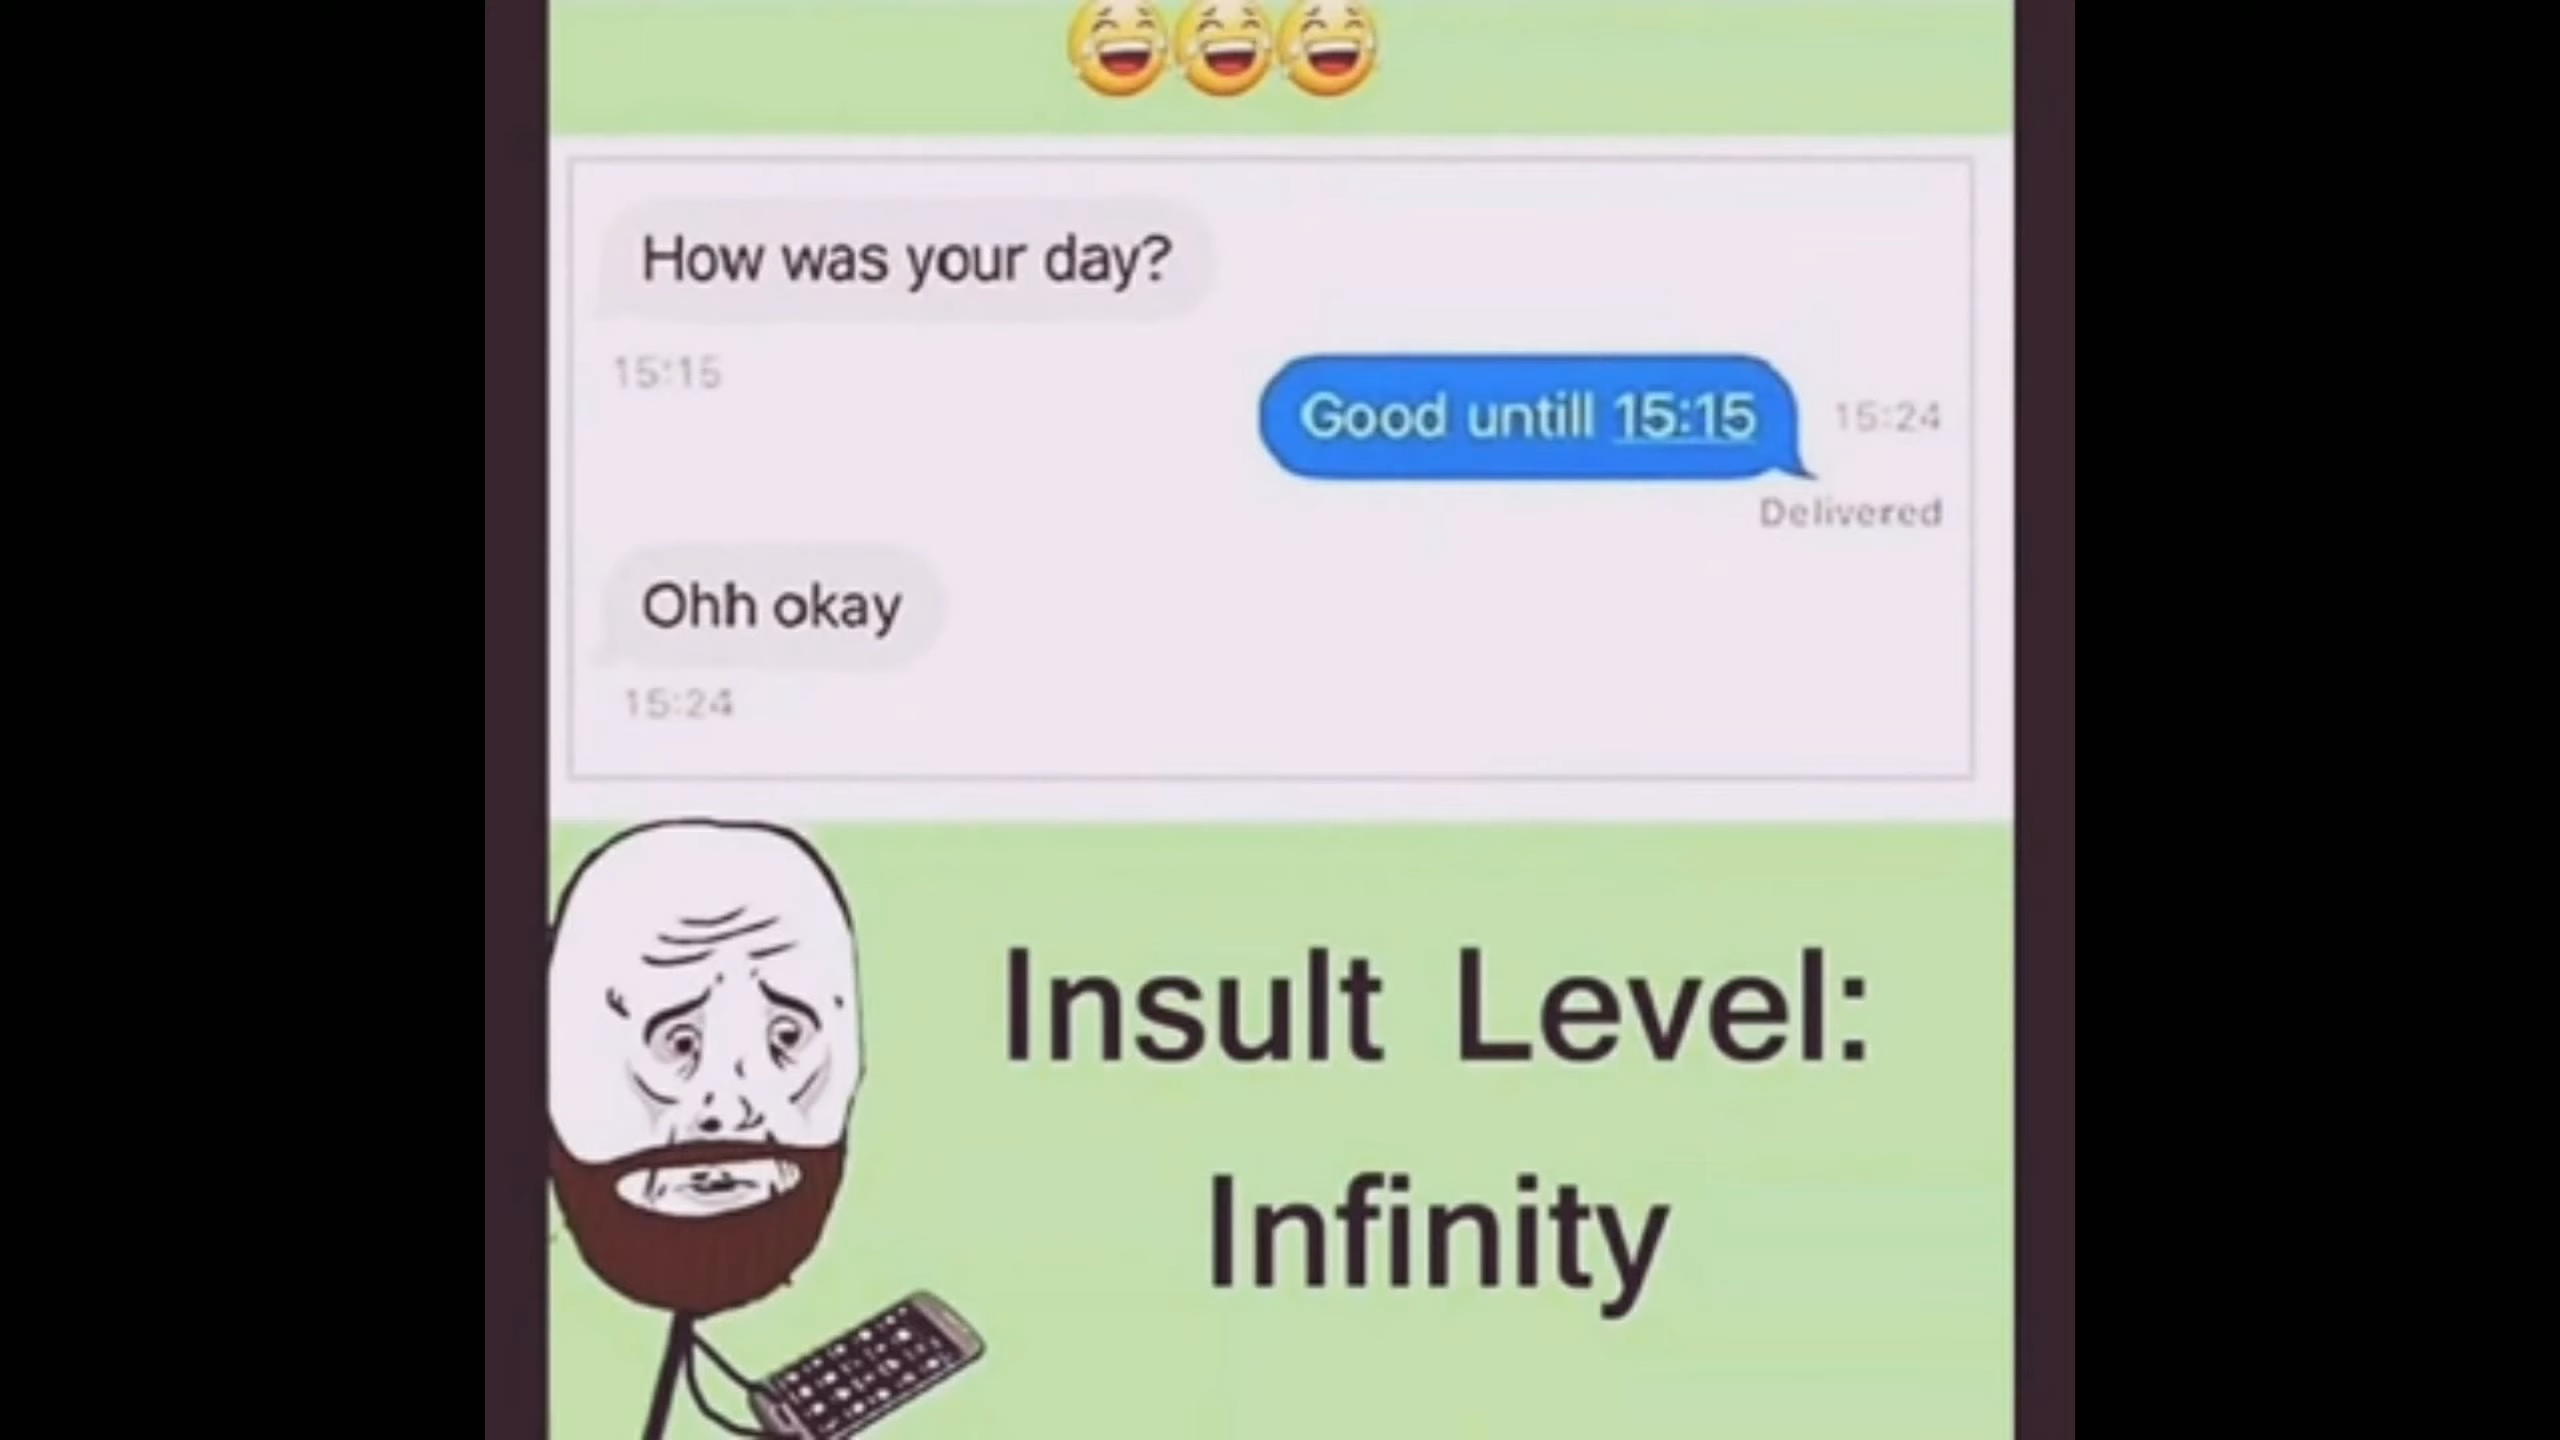 How was your day?
15:15
Good untill 15:15
15:24
Delivered
Ohh okay
15:24
Insult Level:
Infinity